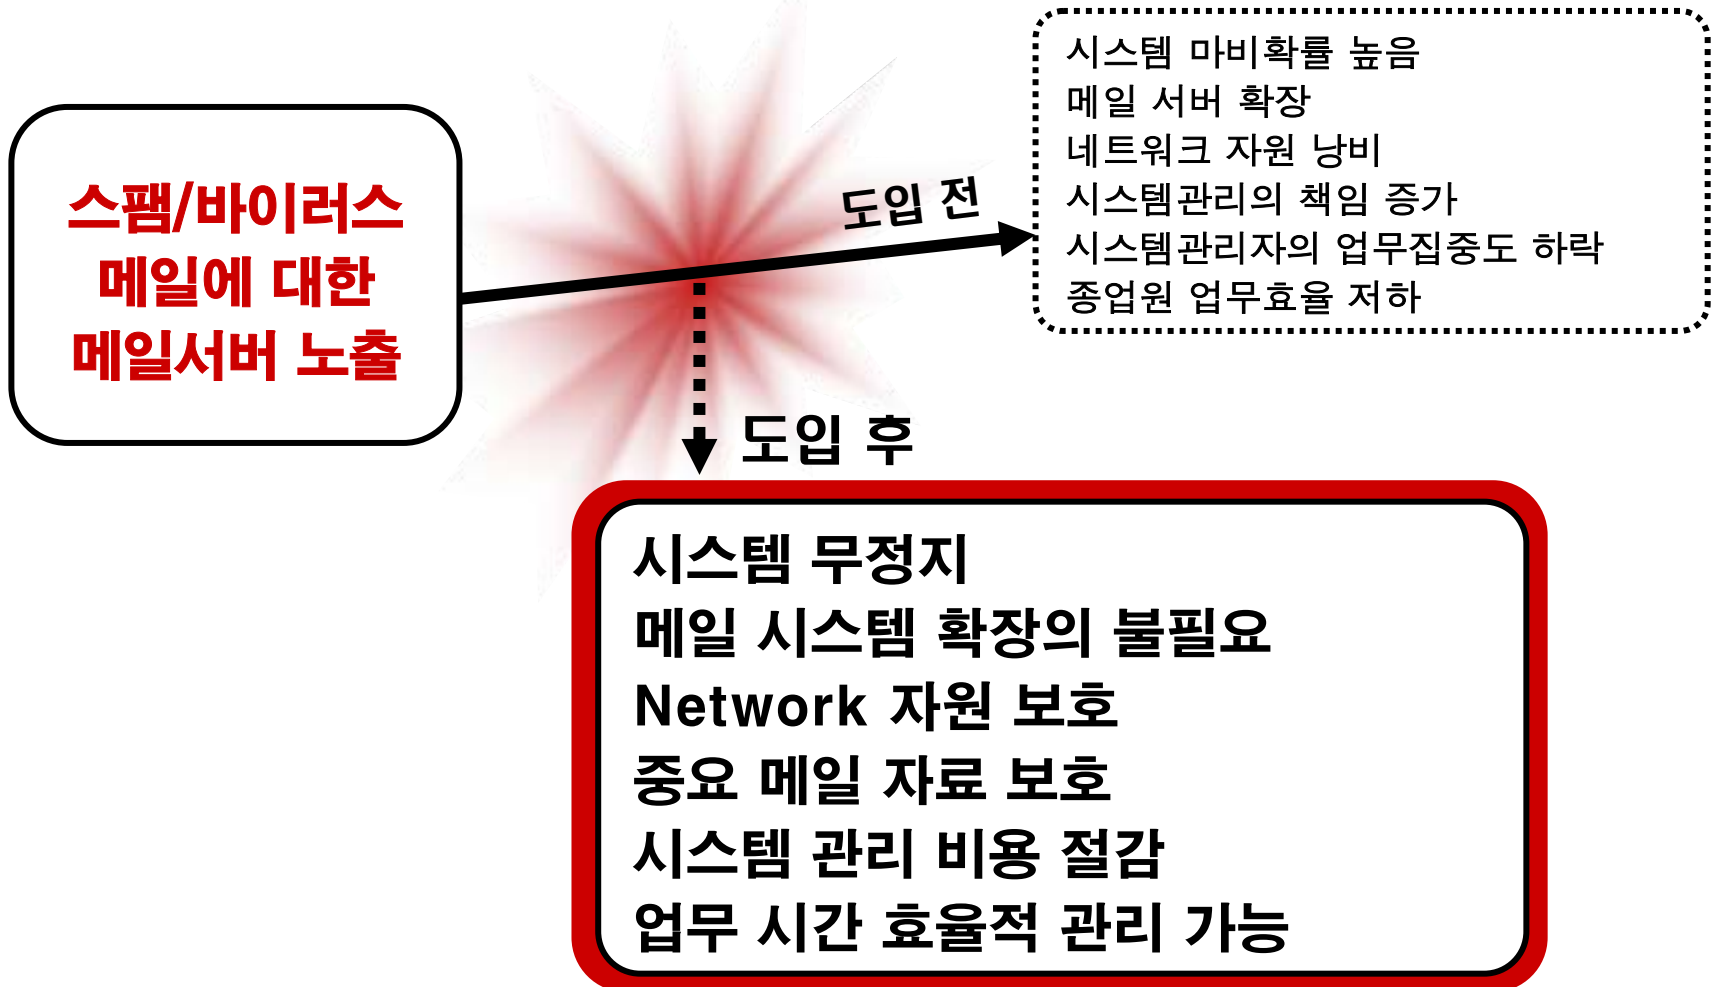 스팸/바이러스
메일에 대한
메일서버 노출
도입 전
시스템 마비확률 높음
메일 서버 확장
네트워크 자원 낭비
시스템관리의 책임 증가
시스템관리자의 업무집중도 하락
종업원 업무효율 저하
도입 후
시스템 무정지
메일 시스템 확장의 불필요
Network 자원 보호
중요 메일 자료 보호
시스템 관리 비용 절감
업무 시간 효율적 관리 가능